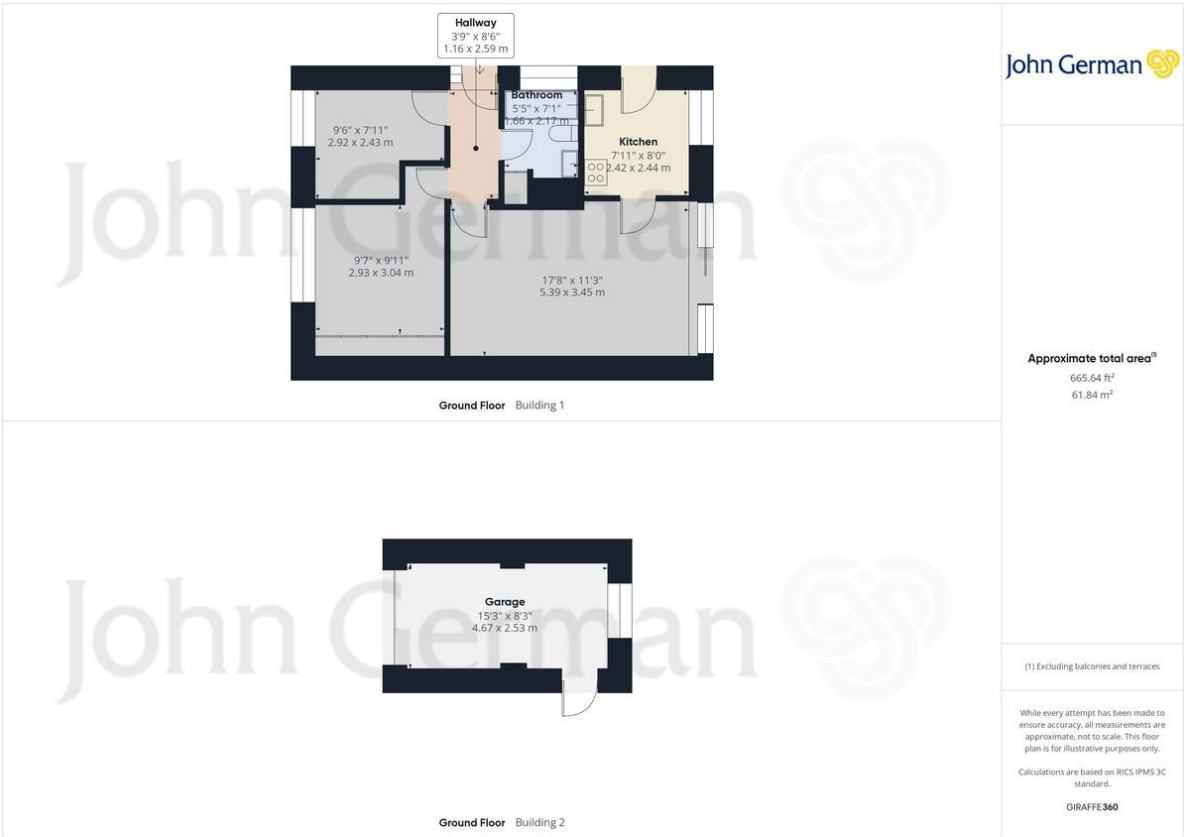 Hallway
3'9" x 8'6"
1.16 x 2.59 m
John German
Bathroom
5'5" x 7'1"
1.66 x 2.17 m
9'6" x 7'11"
2.92 x 2.43 m
Kitchen
7'11" x 8'0"
2.42 x 2.44 m
John German
9'7" x 9'11"
2.93 x 3.04 m
17'8" x 11'3"
5.39 x 3.45 m
Approximate total area(1)
665.64 ft²
61.84 m²
Ground Floor Building 1
Garage
15'3" x 8'3"
4.67 x 2.53 m
John German
(1) Excluding balconies and terraces
While every attempt has been made to
ensure accuracy, all measurements are
approximate, not to scale. This floor
plan is for illustrative purposes only.
Calculations are based on RICS IPMS 3C
standard.
GIRAFFE360
Ground Floor Building 2